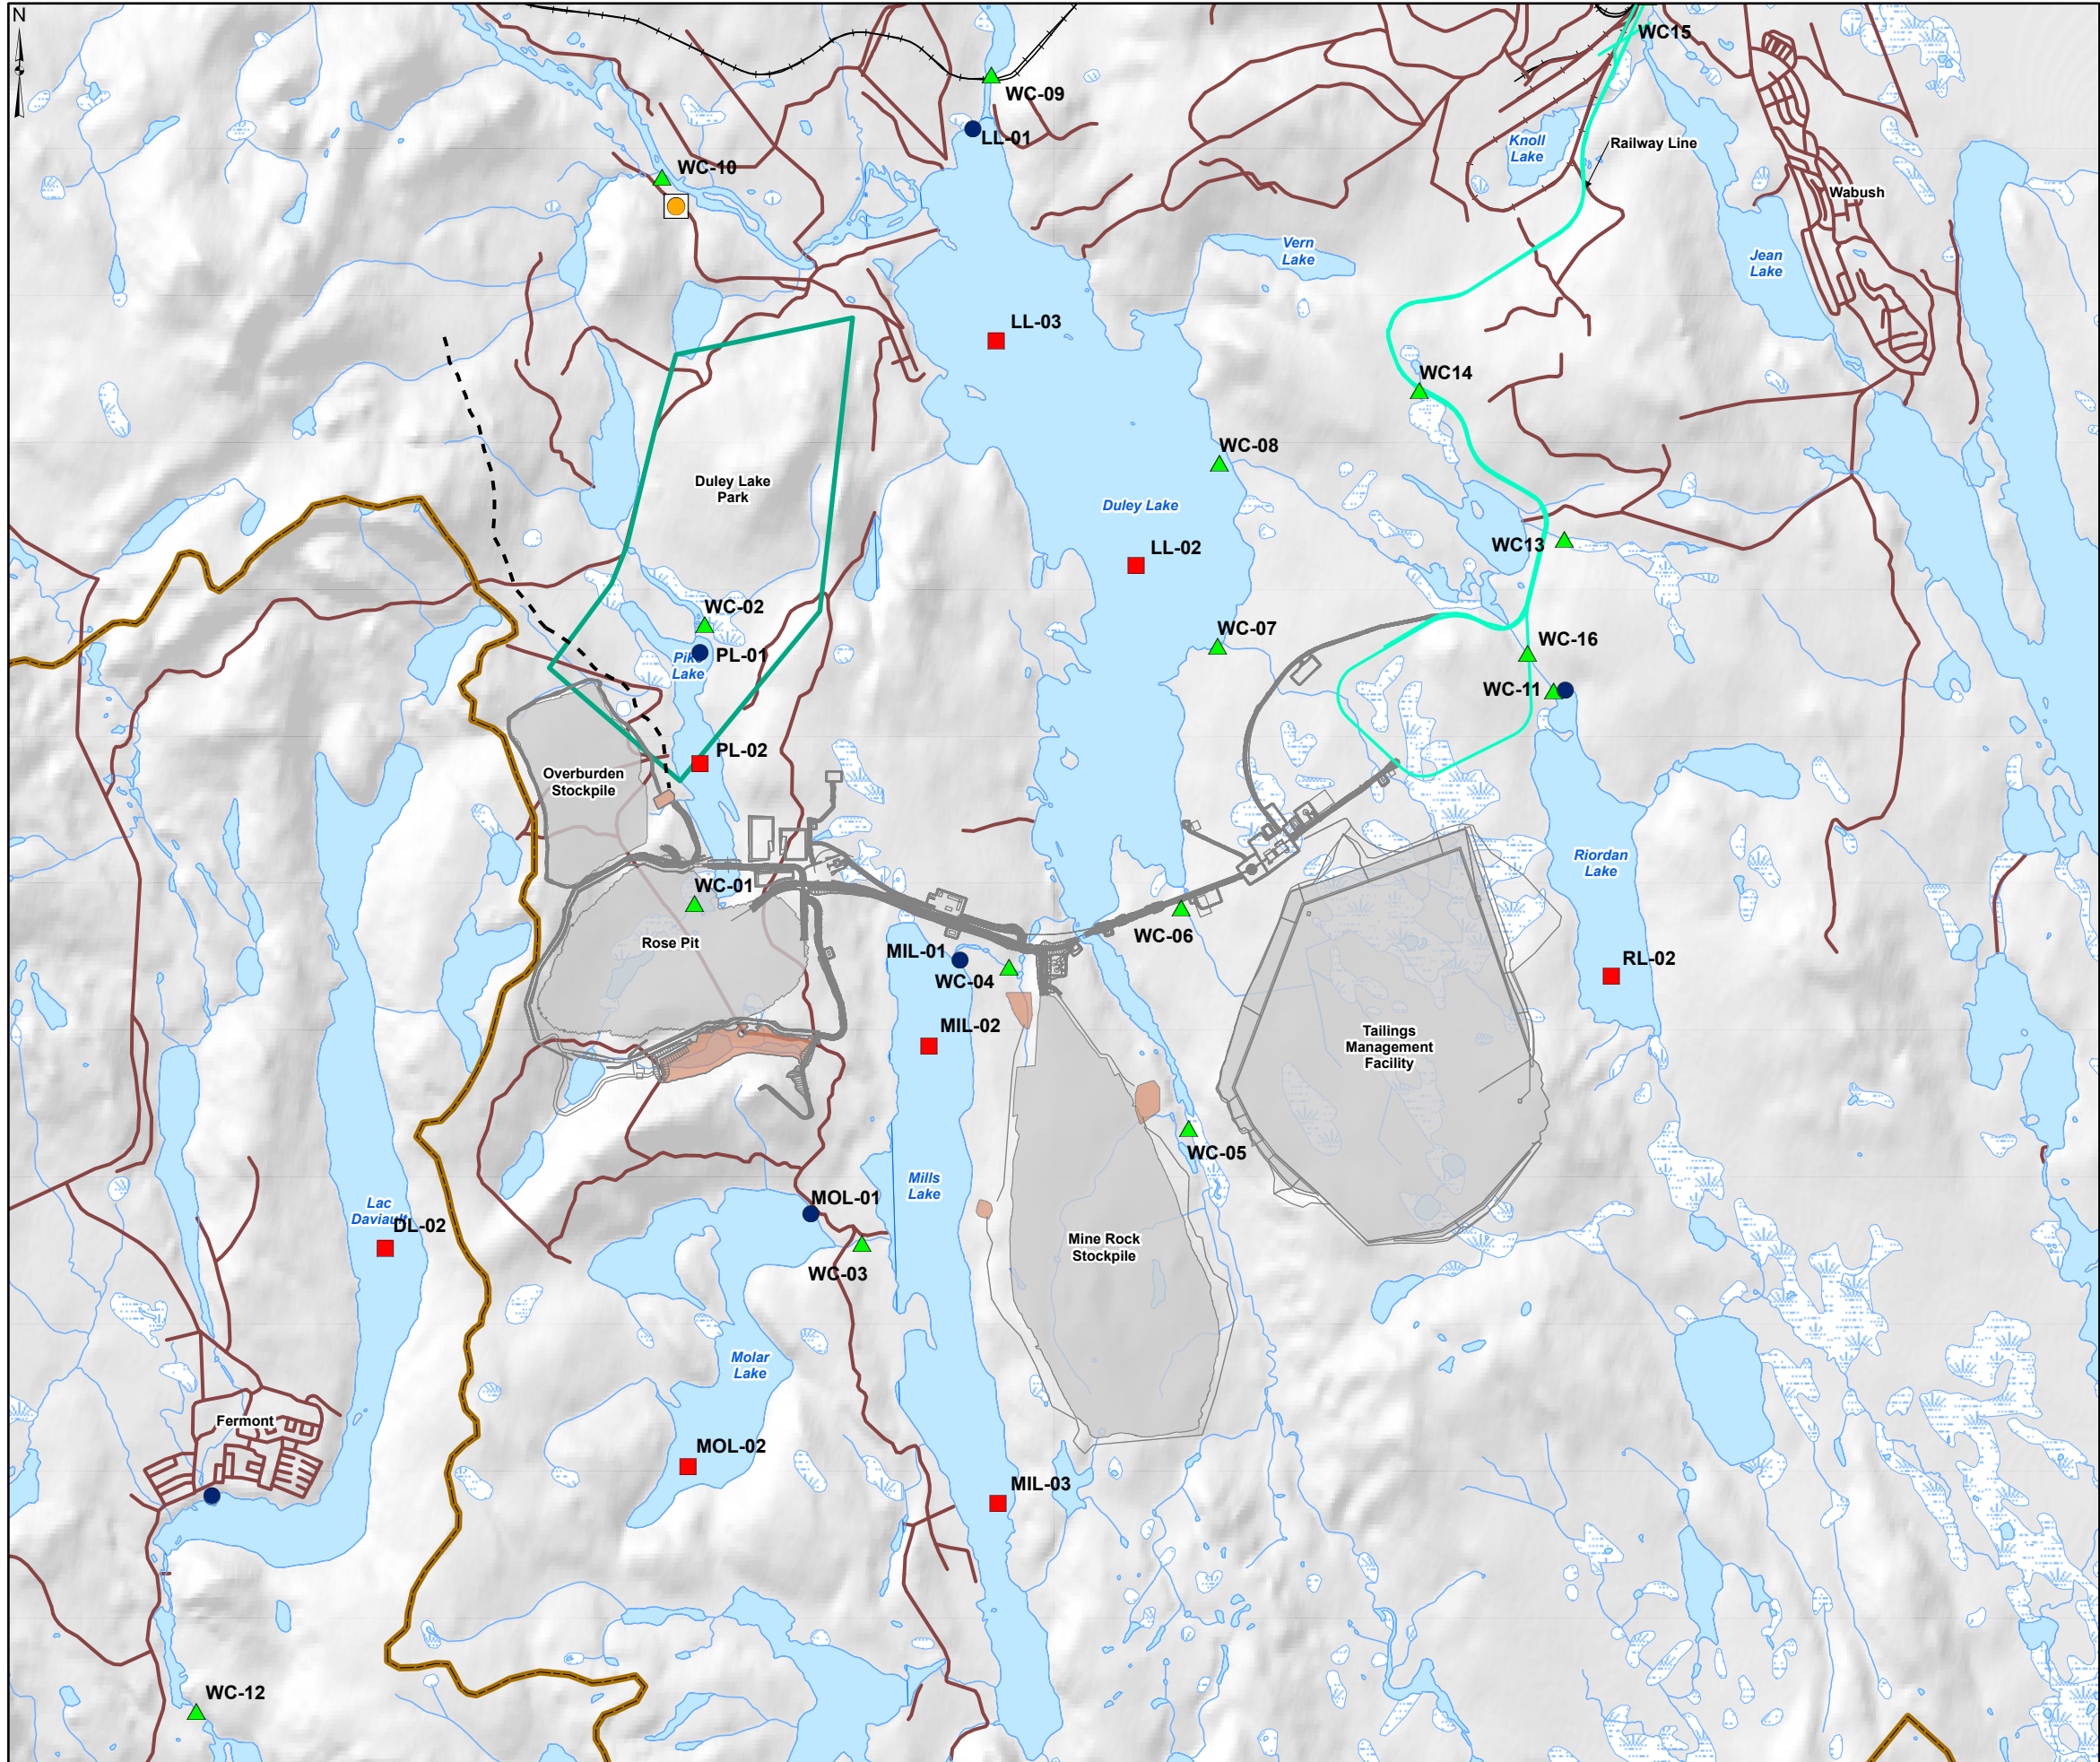 N
WC15
WC-09
LL-01
Knoll
Lake
Railway Line
WC-10
Wabush
Vern
Lake
Jean
Lake
LL-03
WC14
WC-08
Duley Lake
Park
Duley Lake
LL-02
WC13
WC-02
WC-07
WC-16
PL-01
Pike
Lake
WC-11
PL-02
Overburden
Stockpile
Riordan
Lake
WC-01
Rose Pit
WC-06
MIL-01
WC-04
RL-02
MIL-02
Tailings
Management
Facility
WC-05
Mills
Lake
MOL-01
Lac
Daviault
DL-02
Mine Rock
Stockpile
WC-03
Molar
Lake
Fermont
MOL-02
MIL-03
WC-12